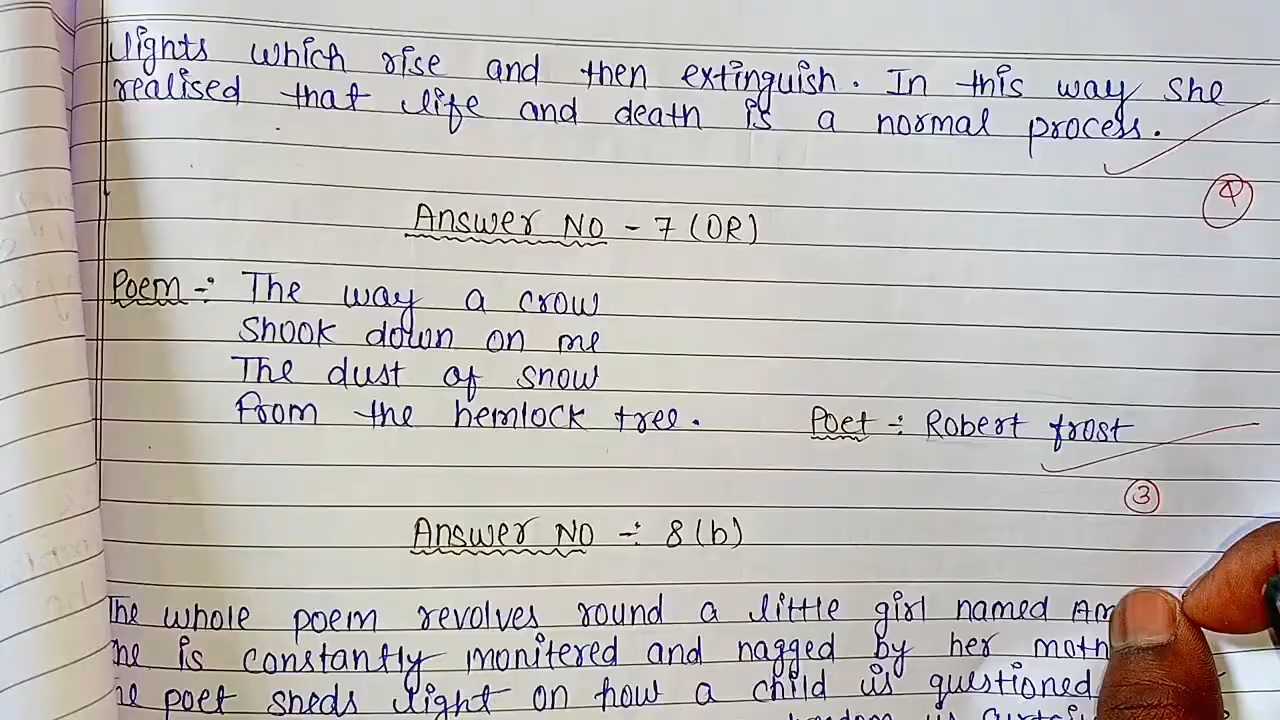 lights which rise and then extinguish. In this way she
realised that life and death is a normal process.
4
Answer NO - 7 (OR)
Poem :- The way a crow
Shook down on me
The dust of snow
from the hemlock tree.
Poet :- Robert frost
3
Answer NO :- 8 (b)
The whole poem revolves round a little girl named
is constantly monitered and nagged by her
poet sheds light on how a child is questioned